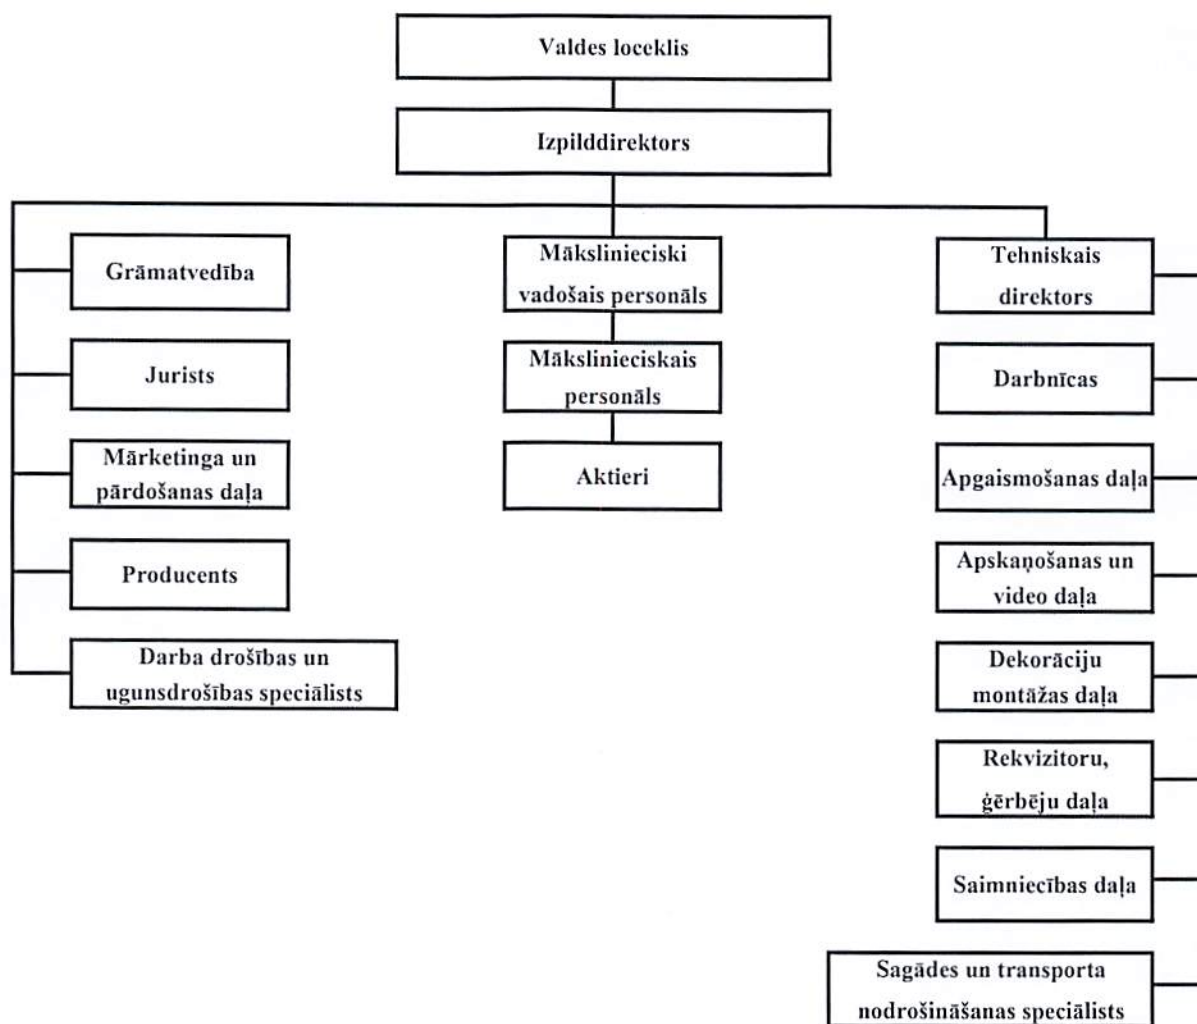 Valdes loceklis
Izpilddirektors
Grāmatvedība
Jurists
Mārketinga un
pārdošanas daļa
Producents
Darba drošības un
ugunsdrošības speciālists
Mākslinieciski
vadošais personāls
Mākslinieciskais
personāls
Aktieri
Tehniskais
direktors
Darbnīcas
Apgaismošanas daļa
Apskaņošanas un
video daļa
Dekorāciju
montāžas daļa
Rekvizitoru,
ģērbēju daļa
Saimniecības daļa
Sagādes un transporta
nodrošināšanas speciālists